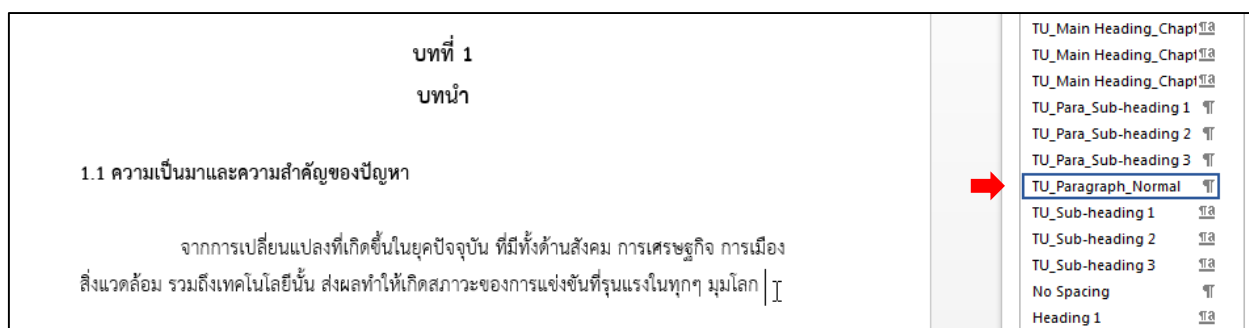 บทที่ 1
บทนำ
1.1 ความเป็นมาและความสำคัญของปัญหา
จากการเปลี่ยนแปลงที่เกิดขึ้นในยุคปัจจุบัน ที่มีทั้งด้านสังคม การเศรษฐกิจ การเมือง
สิ่งแวดล้อม รวมถึงเทคโนโลยีนั้น ส่งผลทำให้เกิดสภาวะของการแข่งขันที่รุนแรงในทุกๆ มุมโลก
TU_Main Heading_Chapt
TU_Main Heading_Chapt
TU_Main Heading_Chapt
TU_Para_Sub-heading 1
TU_Para_Sub-heading 2
TU_Para_Sub-heading 3
TU_Paragraph_Normal
TU_Sub-heading 1
TU_Sub-heading 2
TU_Sub-heading 3
No Spacing
Heading 1